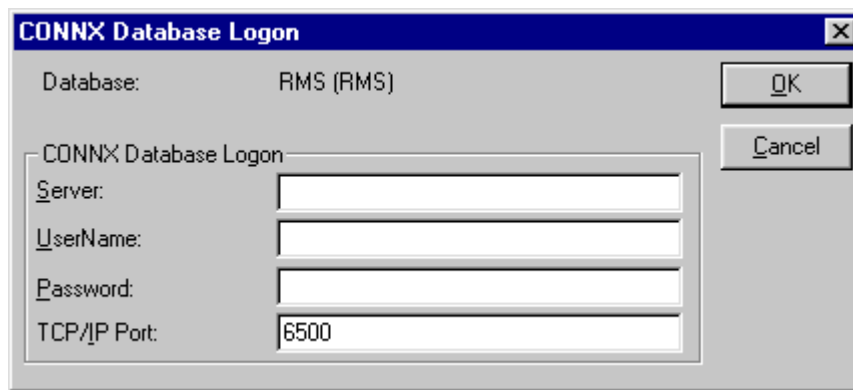 CONNX Database Logon
Database: RMS (RMS)
OK
Cancel
CONNX Database Logon
Server:
UserName:
Password:
TCP/IP Port: 6500